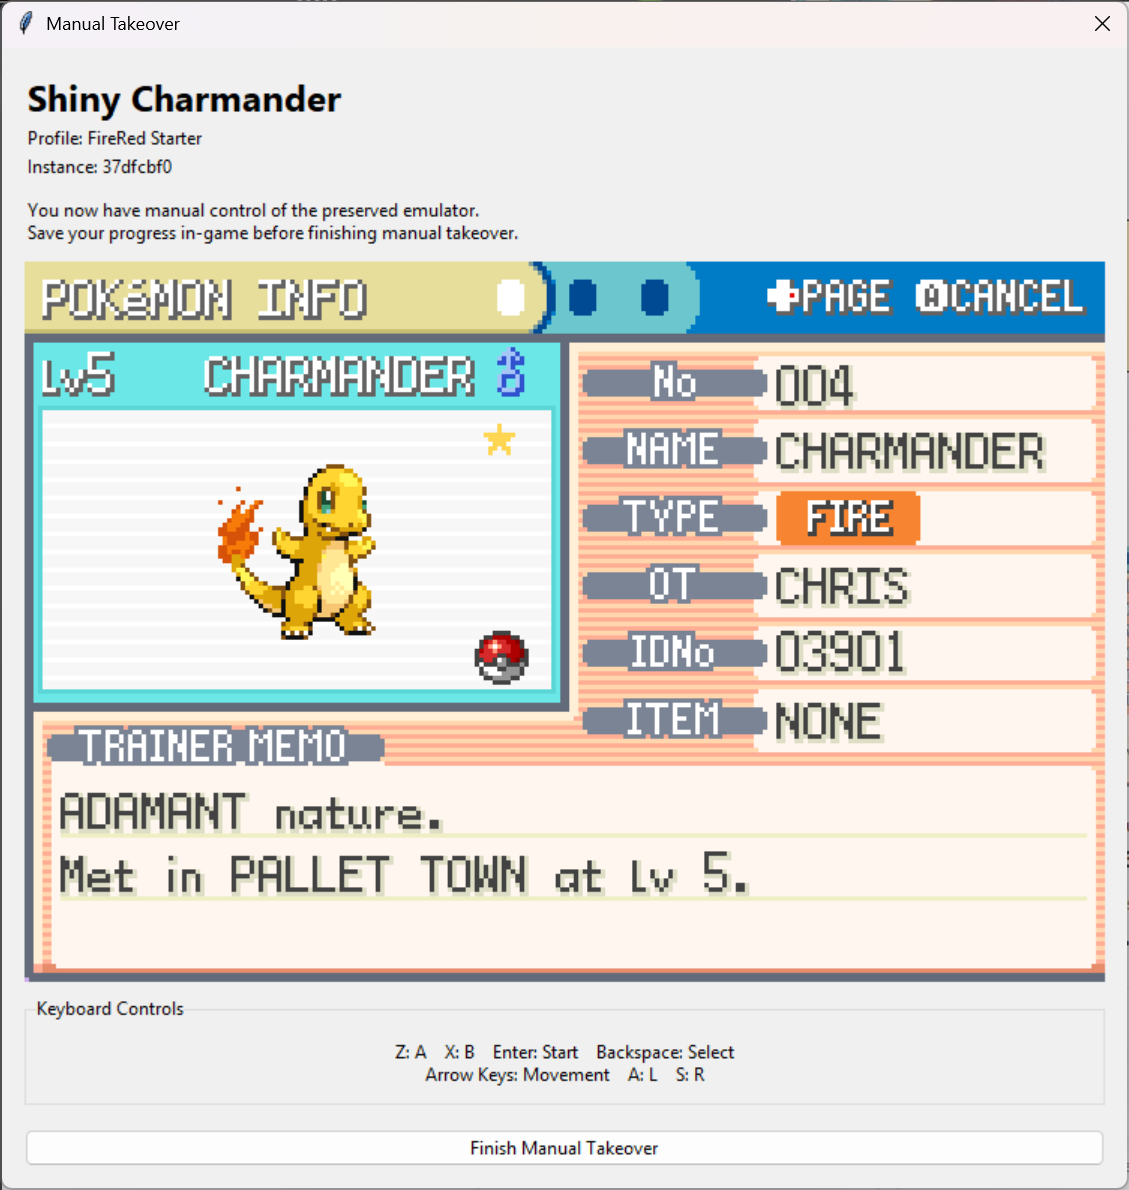 Manual Takeover
Shiny Charmander
Profile: FireRed Starter
Instance: 37dfcbf0
You now have manual control of the preserved emulator.
Save your progress in-game before finishing manual takeover.
POKéMON INFO PAGE ACANCEL
Lv5 CHARMANDER ♂
No 004
NAME CHARMANDER
TYPE FIRE
OT CHRIS
IDNo 03901
ITEM NONE
TRAINER MEMO
ADAMANT nature.
Met in PALLET TOWN at Lv 5.
Keyboard Controls
Z: A X: B Enter: Start Backspace: Select
Arrow Keys: Movement A: L S: R
Finish Manual Takeover